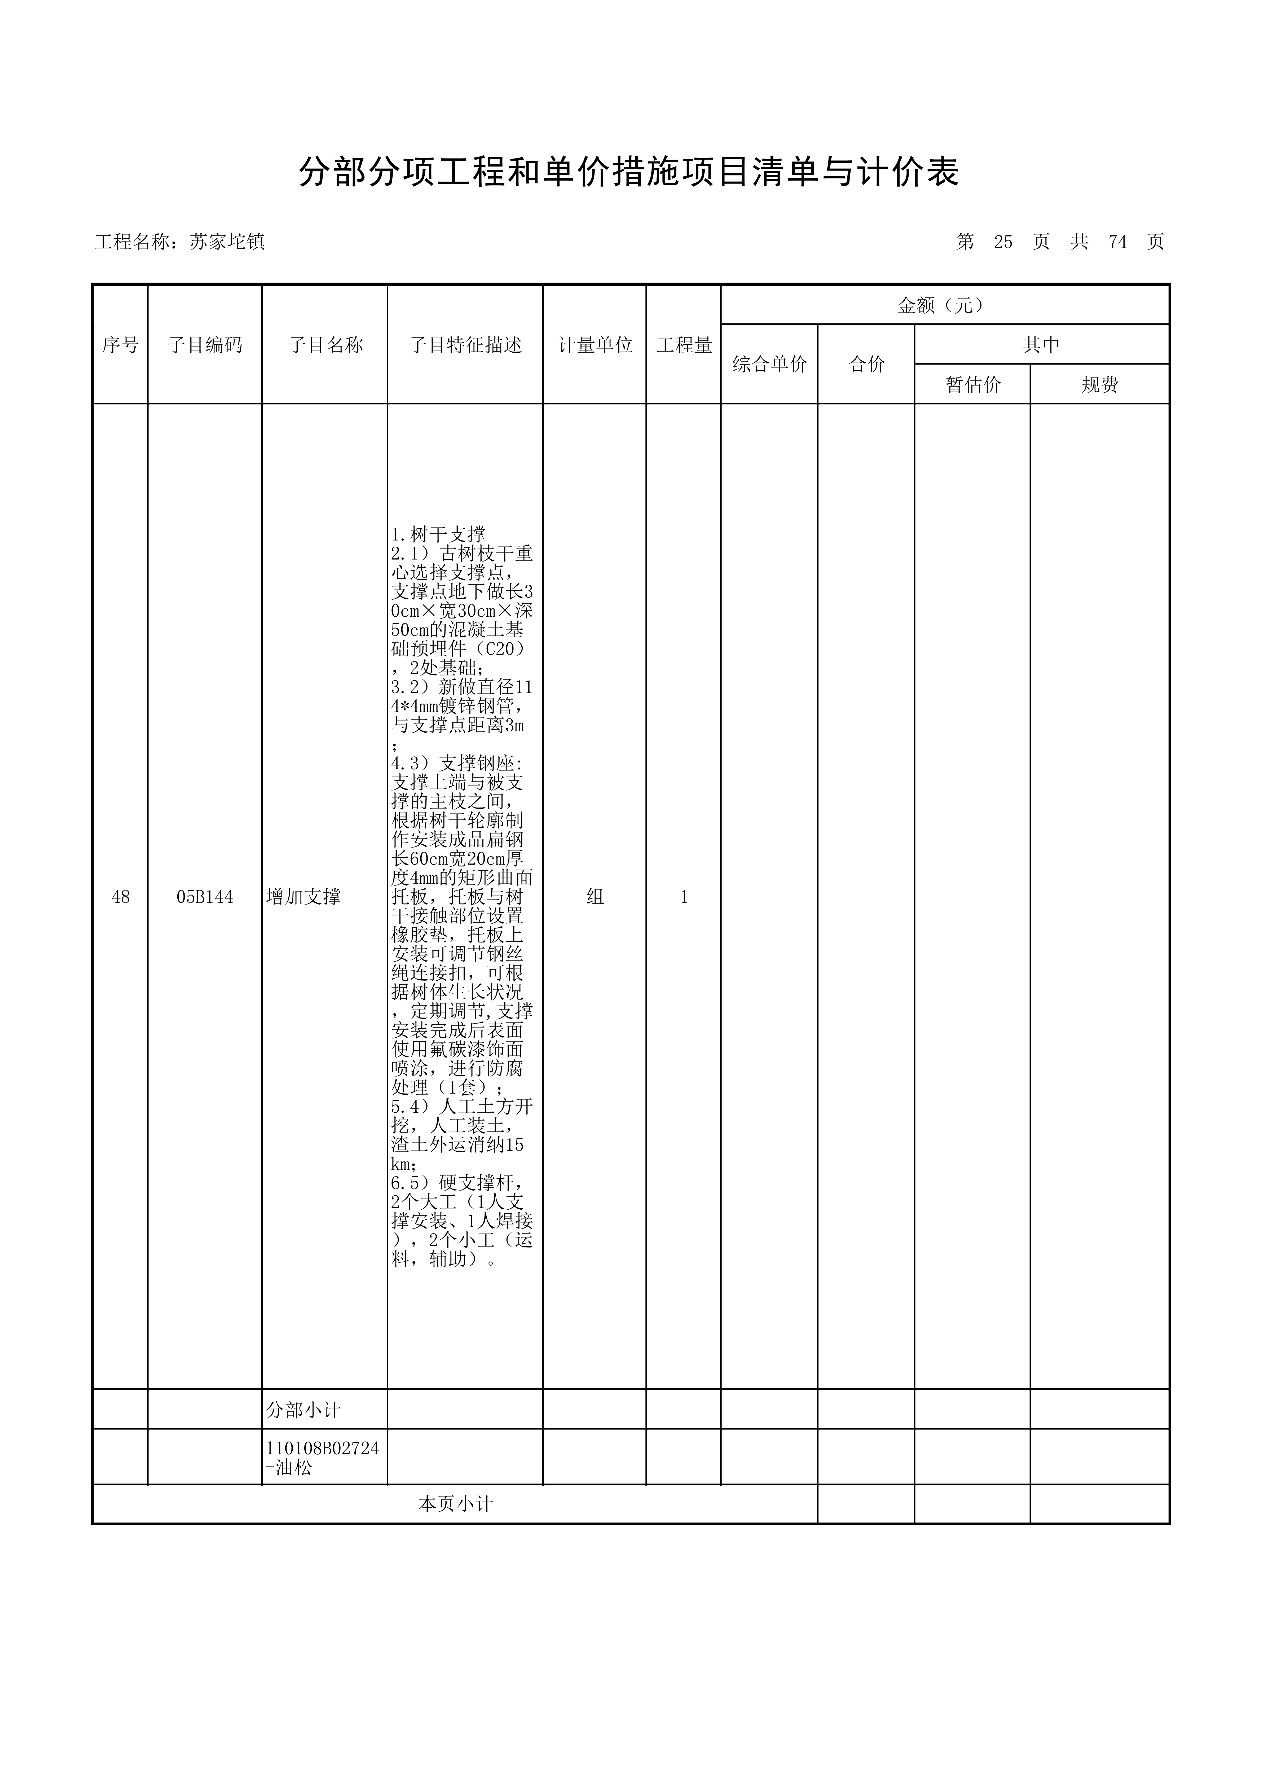 分部分项工程和单价措施项目清单与计价表
工程名称：苏家坨镇
第 25 页 共 74 页
序号 子目编码 子目名称 子目特征描述 计量单位 工程量 金额（元）
综合单价 合价 其中
暂估价 规费
1.树干支撑
2.1）古树枝干重
心选择支撑点，
支撑点地下做长3
0cm×宽30cm×深
50cm的混凝土基
础预埋件（C20）
，2处基础；
3.2）新做直径11
4*4mm镀锌钢管，
与支撑点距离3m
；
4.3）支撑钢座：
支撑上端与被支
撑的主枝之间，
根据树干轮廓制
作安装成品扁钢
长60cm宽20cm厚
度4mm的矩形曲面
48 05B144 增加支撑 托板，托板与树 组 1
干接触部位设置
橡胶垫，托板上
安装可调节钢丝
绳连接扣，可根
据树体生长状况
，定期调节,支撑
安装完成后表面
使用氟碳漆饰面
喷涂，进行防腐
处理（1套）；
5.4）人工土方开
挖，人工装土，
渣土外运消纳15
km；
6.5）硬支撑杆，
2个大工（1人支
撑安装、1人焊接
），2个小工（运
料，辅助）。
分部小计
110108B02724
-油松
本页小计